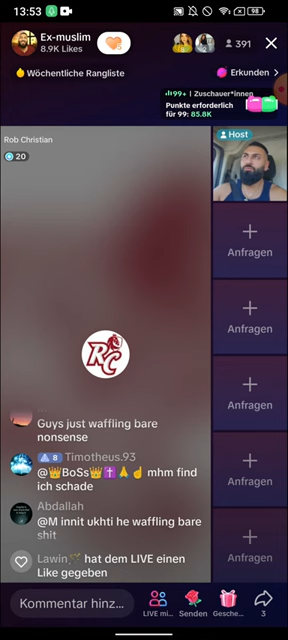 13:53
98
Ex-muslim
8.9K Likes
391
Wöchentliche Rangliste
Erkunden >
99+ | Zuschauer*innen
Punkte erforderlich
für 99: 85.8K
Rob Christian
20
Host
Anfragen
Anfragen
Anfragen
Anfragen
Anfragen
RC
Guys just waffling bare
nonsense
8 Timotheus.93
@👑BoSs👑✝️🙏☝️ mhm find
ich schade
Abdallah
@M innit ukhti he waffling bare
shit
Lawin hat dem LIVE einen
Like gegeben
Kommentar hinz...
LIVE mi...
Senden
Gesche...
3